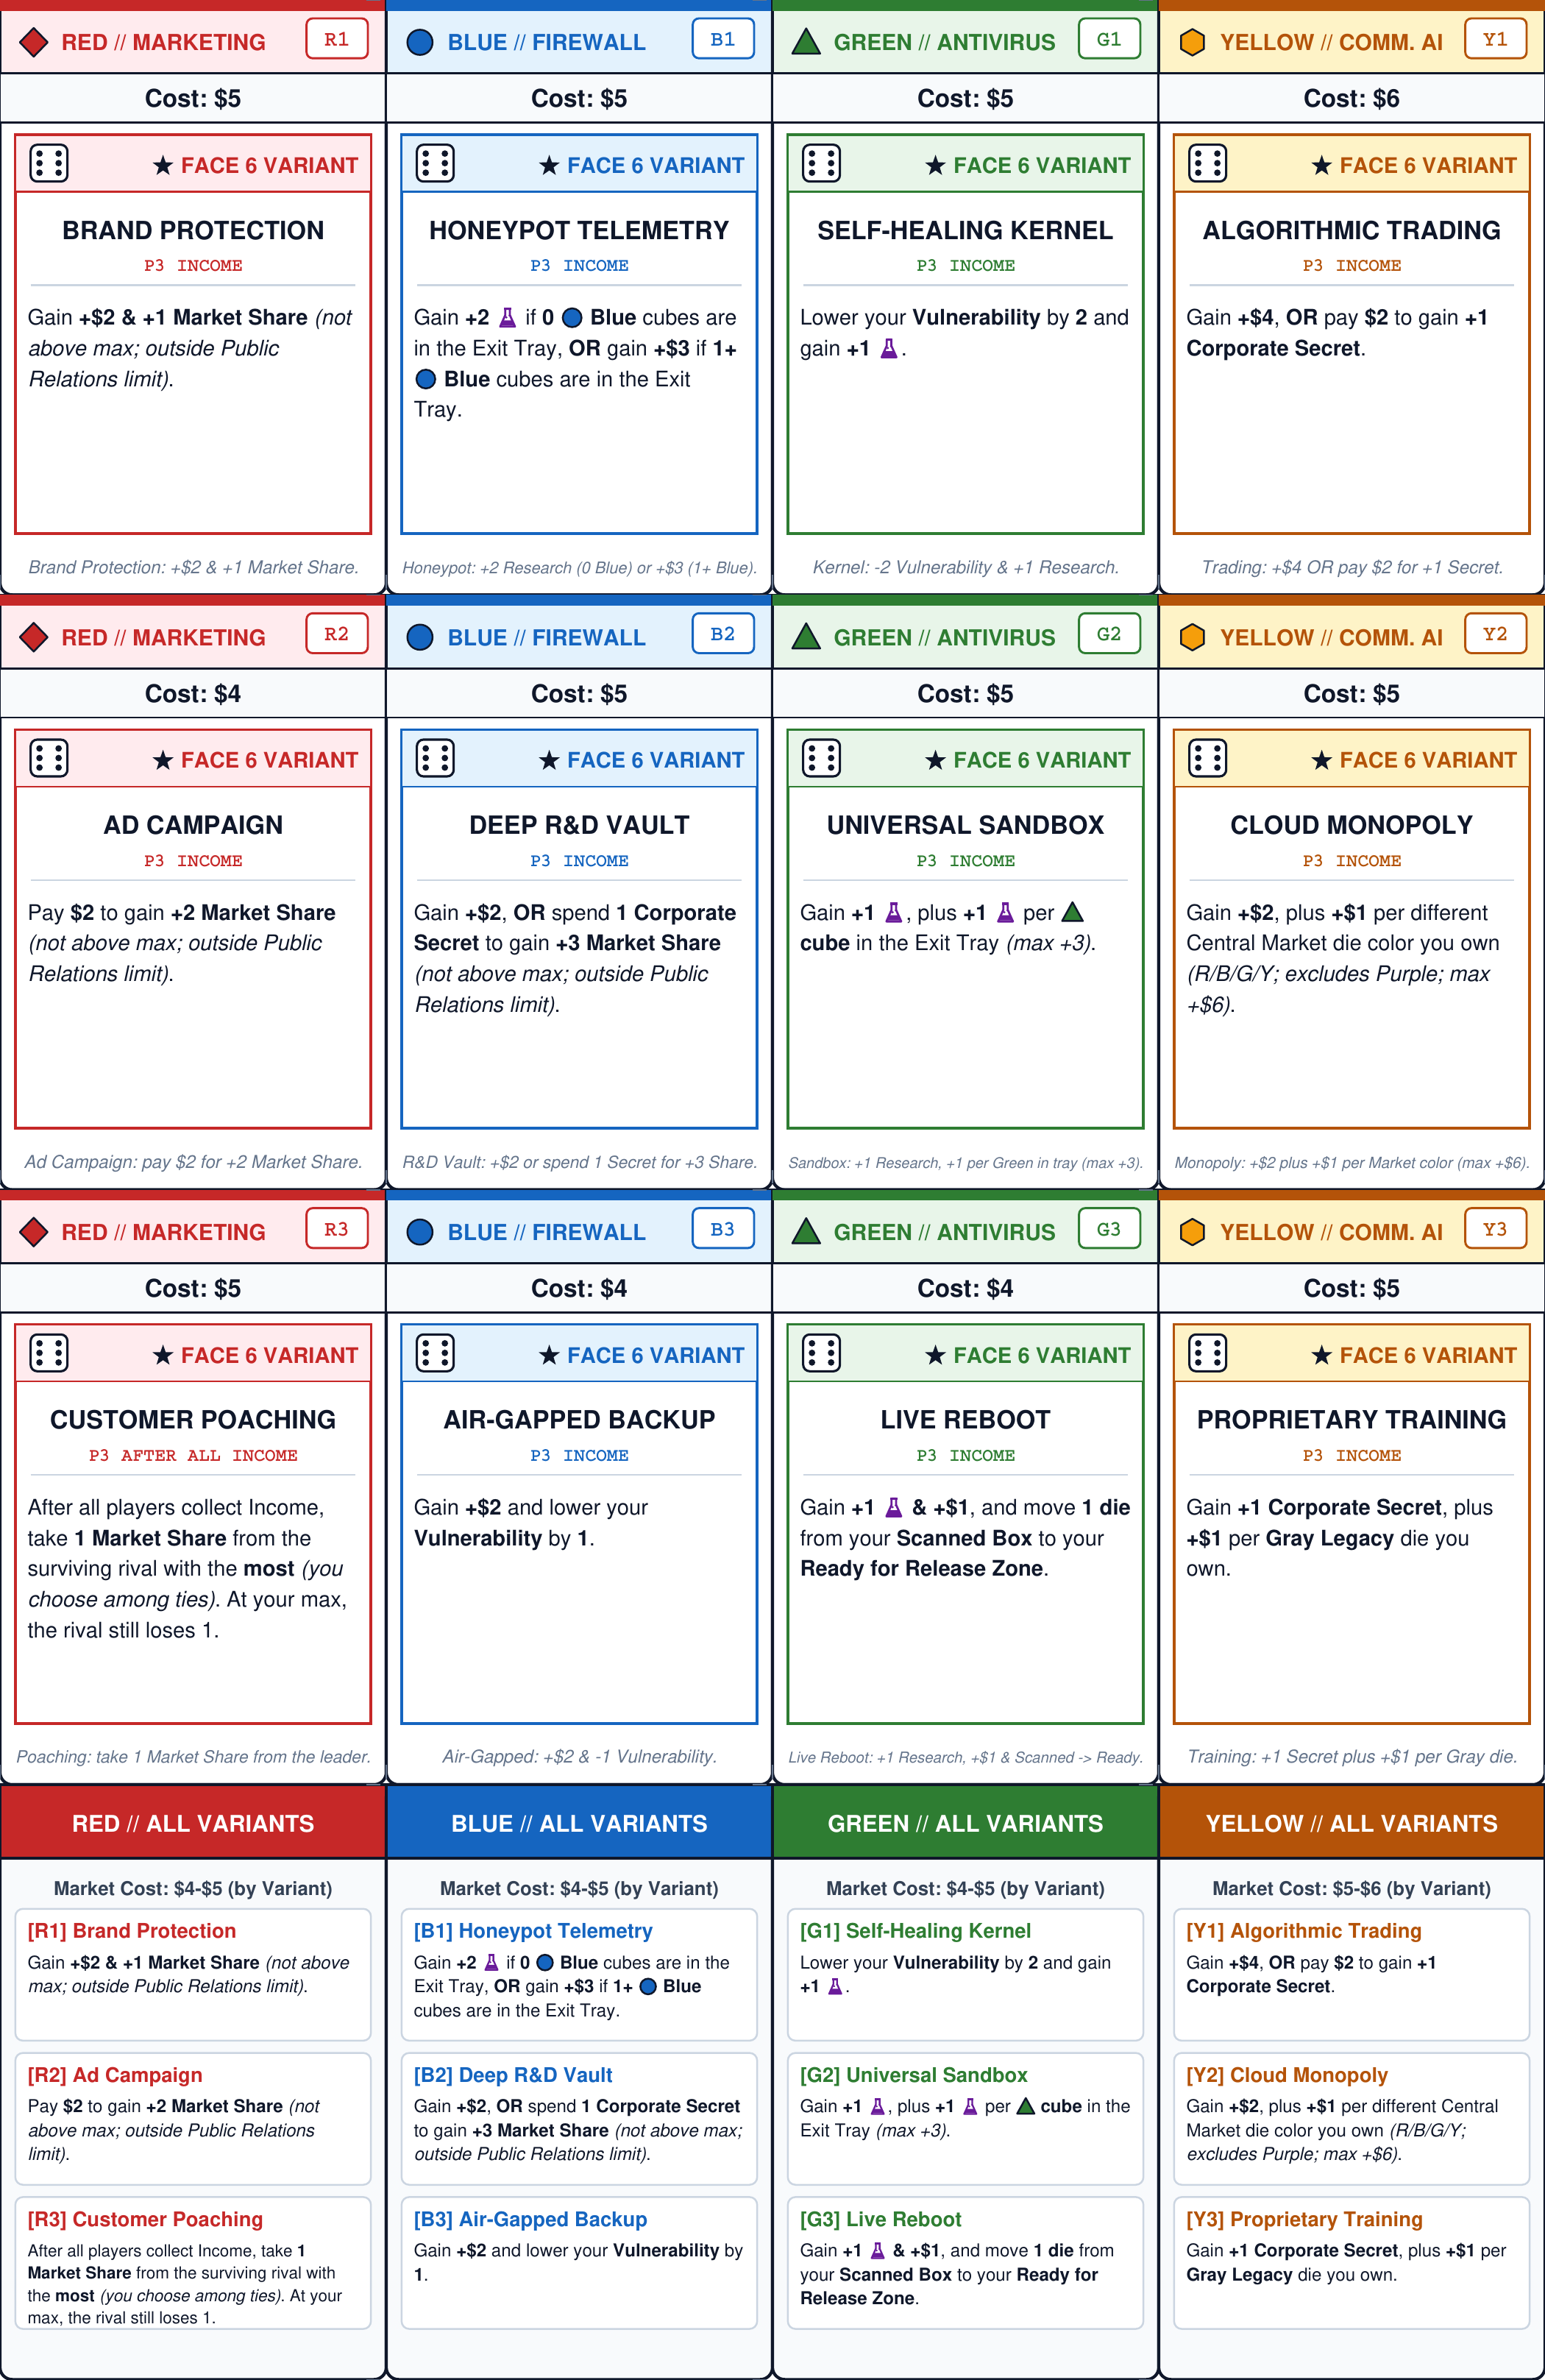 RED // MARKETING R1
Cost: $5
★ FACE 6 VARIANT
BRAND PROTECTION
P3 INCOME
Gain +$2 & +1 Market Share (not
above max; outside Public
Relations limit).
Brand Protection: +$2 & +1 Market Share.
BLUE // FIREWALL B1
Cost: $5
★ FACE 6 VARIANT
HONEYPOT TELEMETRY
P3 INCOME
Gain +2 if 0 Blue cubes are
in the Exit Tray, OR gain +$3 if 1+
Blue cubes are in the Exit
Tray.
Honeypot: +2 Research (0 Blue) or +$3 (1+ Blue).
GREEN // ANTIVIRUS G1
Cost: $5
★ FACE 6 VARIANT
SELF-HEALING KERNEL
P3 INCOME
Lower your Vulnerability by 2 and
gain +1 .
Kernel: -2 Vulnerability & +1 Research.
YELLOW // COMM. AI Y1
Cost: $6
★ FACE 6 VARIANT
ALGORITHMIC TRADING
P3 INCOME
Gain +$4, OR pay $2 to gain +1
Corporate Secret.
Trading: +$4 OR pay $2 for +1 Secret.
RED // MARKETING R2
Cost: $4
★ FACE 6 VARIANT
AD CAMPAIGN
P3 INCOME
Pay $2 to gain +2 Market Share
(not above max; outside Public
Relations limit).
Ad Campaign: pay $2 for +2 Market Share.
BLUE // FIREWALL B2
Cost: $5
★ FACE 6 VARIANT
DEEP R&D VAULT
P3 INCOME
Gain +$2, OR spend 1 Corporate
Secret to gain +3 Market Share
(not above max; outside Public
Relations limit).
R&D Vault: +$2 or spend 1 Secret for +3 Share.
GREEN // ANTIVIRUS G2
Cost: $5
★ FACE 6 VARIANT
UNIVERSAL SANDBOX
P3 INCOME
Gain +1 , plus +1 per
cube in the Exit Tray (max +3).
Sandbox: +1 Research, +1 per Green in tray (max +3).
YELLOW // COMM. AI Y2
Cost: $5
★ FACE 6 VARIANT
CLOUD MONOPOLY
P3 INCOME
Gain +$2, plus +$1 per different
Central Market die color you own
(R/B/G/Y; excludes Purple; max
+$6).
Monopoly: +$2 plus +$1 per Market color (max +$6).
RED // MARKETING R3
Cost: $5
★ FACE 6 VARIANT
CUSTOMER POACHING
P3 AFTER ALL INCOME
After all players collect Income,
take 1 Market Share from the
surviving rival with the most (you
choose among ties). At your max,
the rival still loses 1.
Poaching: take 1 Market Share from the leader.
BLUE // FIREWALL B3
Cost: $4
★ FACE 6 VARIANT
AIR-GAPPED BACKUP
P3 INCOME
Gain +$2 and lower your
Vulnerability by 1.
Air-Gapped: +$2 & -1 Vulnerability.
GREEN // ANTIVIRUS G3
Cost: $4
★ FACE 6 VARIANT
LIVE REBOOT
P3 INCOME
Gain +1 & +$1, and move 1 die
from your Scanned Box to your
Ready for Release Zone.
Live Reboot: +1 Research, +$1 & Scanned -> Ready.
YELLOW // COMM. AI Y3
Cost: $5
★ FACE 6 VARIANT
PROPRIETARY TRAINING
P3 INCOME
Gain +1 Corporate Secret, plus
+$1 per Gray Legacy die you
own.
Training: +1 Secret plus +$1 per Gray die.
RED // ALL VARIANTS
Market Cost: $4-$5 (by Variant)
[R1] Brand Protection
Gain +$2 & +1 Market Share (not above
max; outside Public Relations limit).
[R2] Ad Campaign
Pay $2 to gain +2 Market Share (not
above max; outside Public Relations
limit).
[R3] Customer Poaching
After all players collect Income, take 1
Market Share from the surviving rival with
the most (you choose among ties). At your
max, the rival still loses 1.
BLUE // ALL VARIANTS
Market Cost: $4-$5 (by Variant)
[B1] Honeypot Telemetry
Gain +2 if 0 Blue cubes are in the
Exit Tray, OR gain +$3 if 1+ Blue
cubes are in the Exit Tray.
[B2] Deep R&D Vault
Gain +$2, OR spend 1 Corporate Secret
to gain +3 Market Share (not above max;
outside Public Relations limit).
[B3] Air-Gapped Backup
Gain +$2 and lower your Vulnerability by
1.
GREEN // ALL VARIANTS
Market Cost: $4-$5 (by Variant)
[G1] Self-Healing Kernel
Lower your Vulnerability by 2 and gain
+1 .
[G2] Universal Sandbox
Gain +1 , plus +1 per cube in the
Exit Tray (max +3).
[G3] Live Reboot
Gain +1 & +$1, and move 1 die from
your Scanned Box to your Ready for
Release Zone.
YELLOW // ALL VARIANTS
Market Cost: $5-$6 (by Variant)
[Y1] Algorithmic Trading
Gain +$4, OR pay $2 to gain +1
Corporate Secret.
[Y2] Cloud Monopoly
Gain +$2, plus +$1 per different Central
Market die color you own (R/B/G/Y;
excludes Purple; max +$6).
[Y3] Proprietary Training
Gain +1 Corporate Secret, plus +$1 per
Gray Legacy die you own.